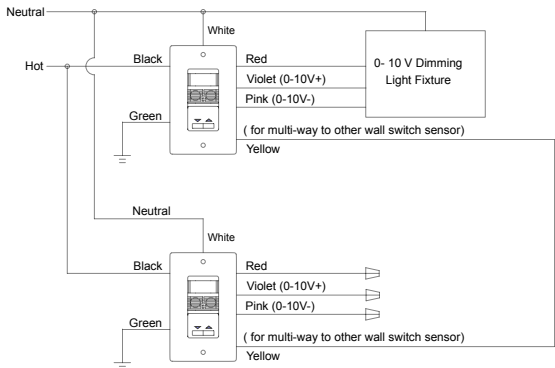 Neutral
White
Hot
Black
Red
0- 10 V Dimming
Light Fixture
Violet (0-10V+)
Pink (0-10V-)
Green
( for multi-way to other wall switch sensor)
Yellow
Neutral
White
Black
Red
Violet (0-10V+)
Pink (0-10V-)
Green
( for multi-way to other wall switch sensor)
Yellow